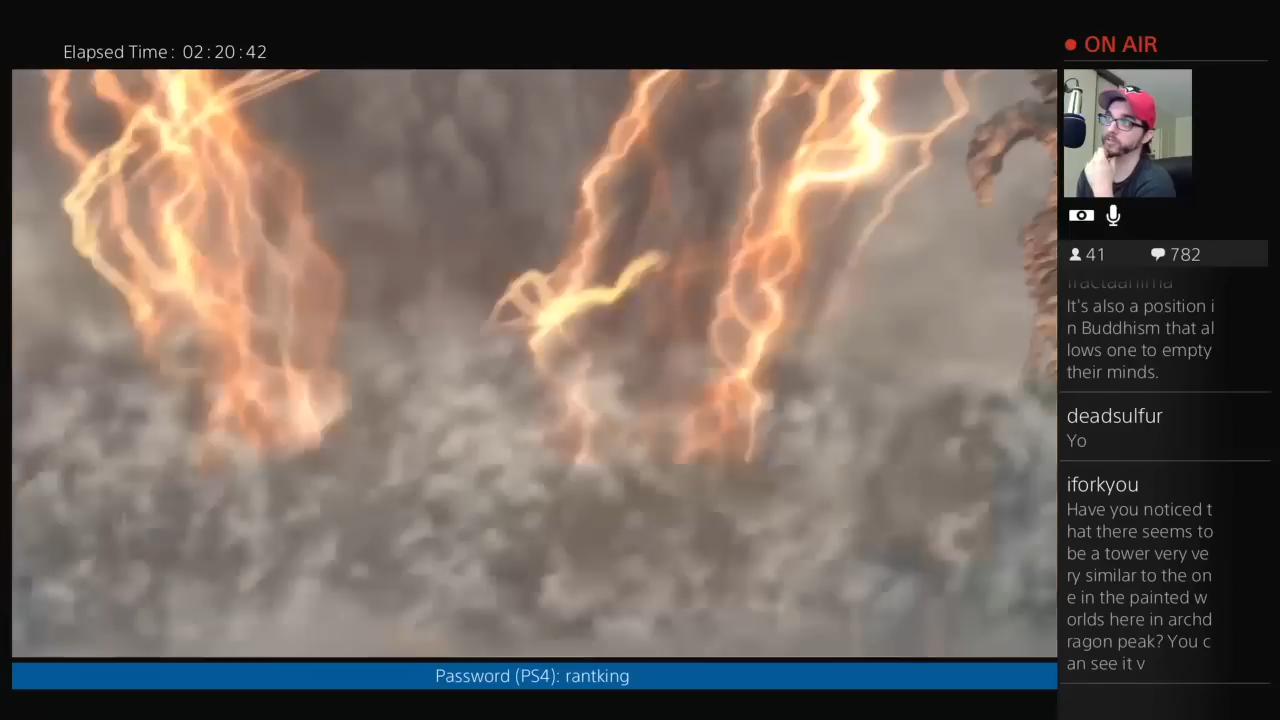 Elapsed Time: 02:20:42
ON AIR
41 782
fractaanima
It's also a position i
n Buddhism that al
lows one to empty
their minds.
deadsulfur
Yo
iforkyou
Have you noticed t
hat there seems to
be a tower very ve
ry similar to the on
e in the painted w
orlds here in archd
ragon peak? You c
an see it v
Password (PS4): rantking